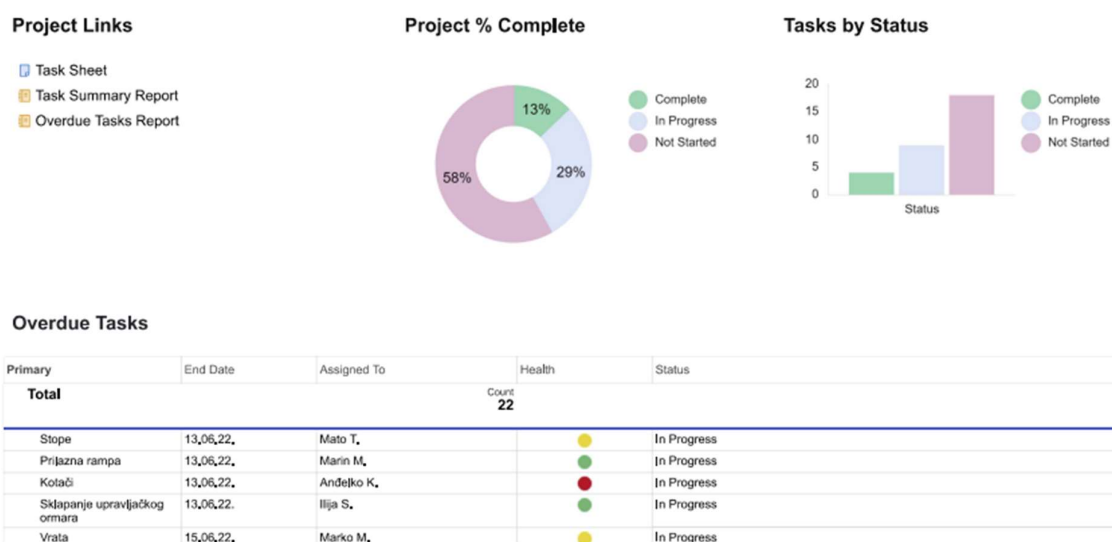 Project Links
Task Sheet
Task Summary Report
Overdue Tasks Report
Project % Complete
13%
29%
58%
Complete
In Progress
Not Started
Tasks by Status
20
15
10
5
0
Status
Complete
In Progress
Not Started
Overdue Tasks
Primary End Date Assigned To Health Status
Total Count
22
Stope 13.06.22. Mato T. In Progress
Prilazna rampa 13.06.22. Marin M. In Progress
Kotači 13.06.22. Anđelko K. In Progress
Sklapanje upravljačkog 13.06.22. Ilija S. In Progress
ormara
Vrata 15.06.22. Marko M. In Progress